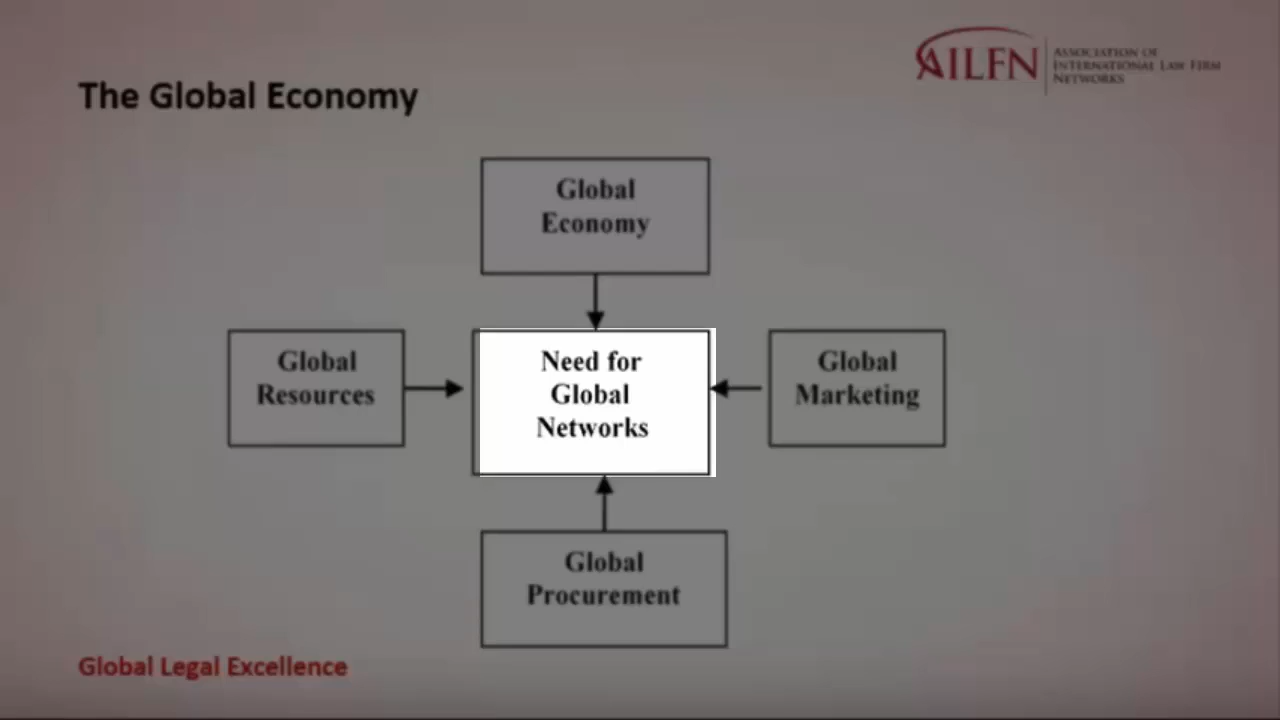 The Global Economy
AILFN
ASSOCIATION OF
INTERNATIONAL LAW FIRM
NETWORKS
Global
Economy
Global
Resources
Need for
Global
Networks
Global
Marketing
Global
Procurement
Global Legal Excellence